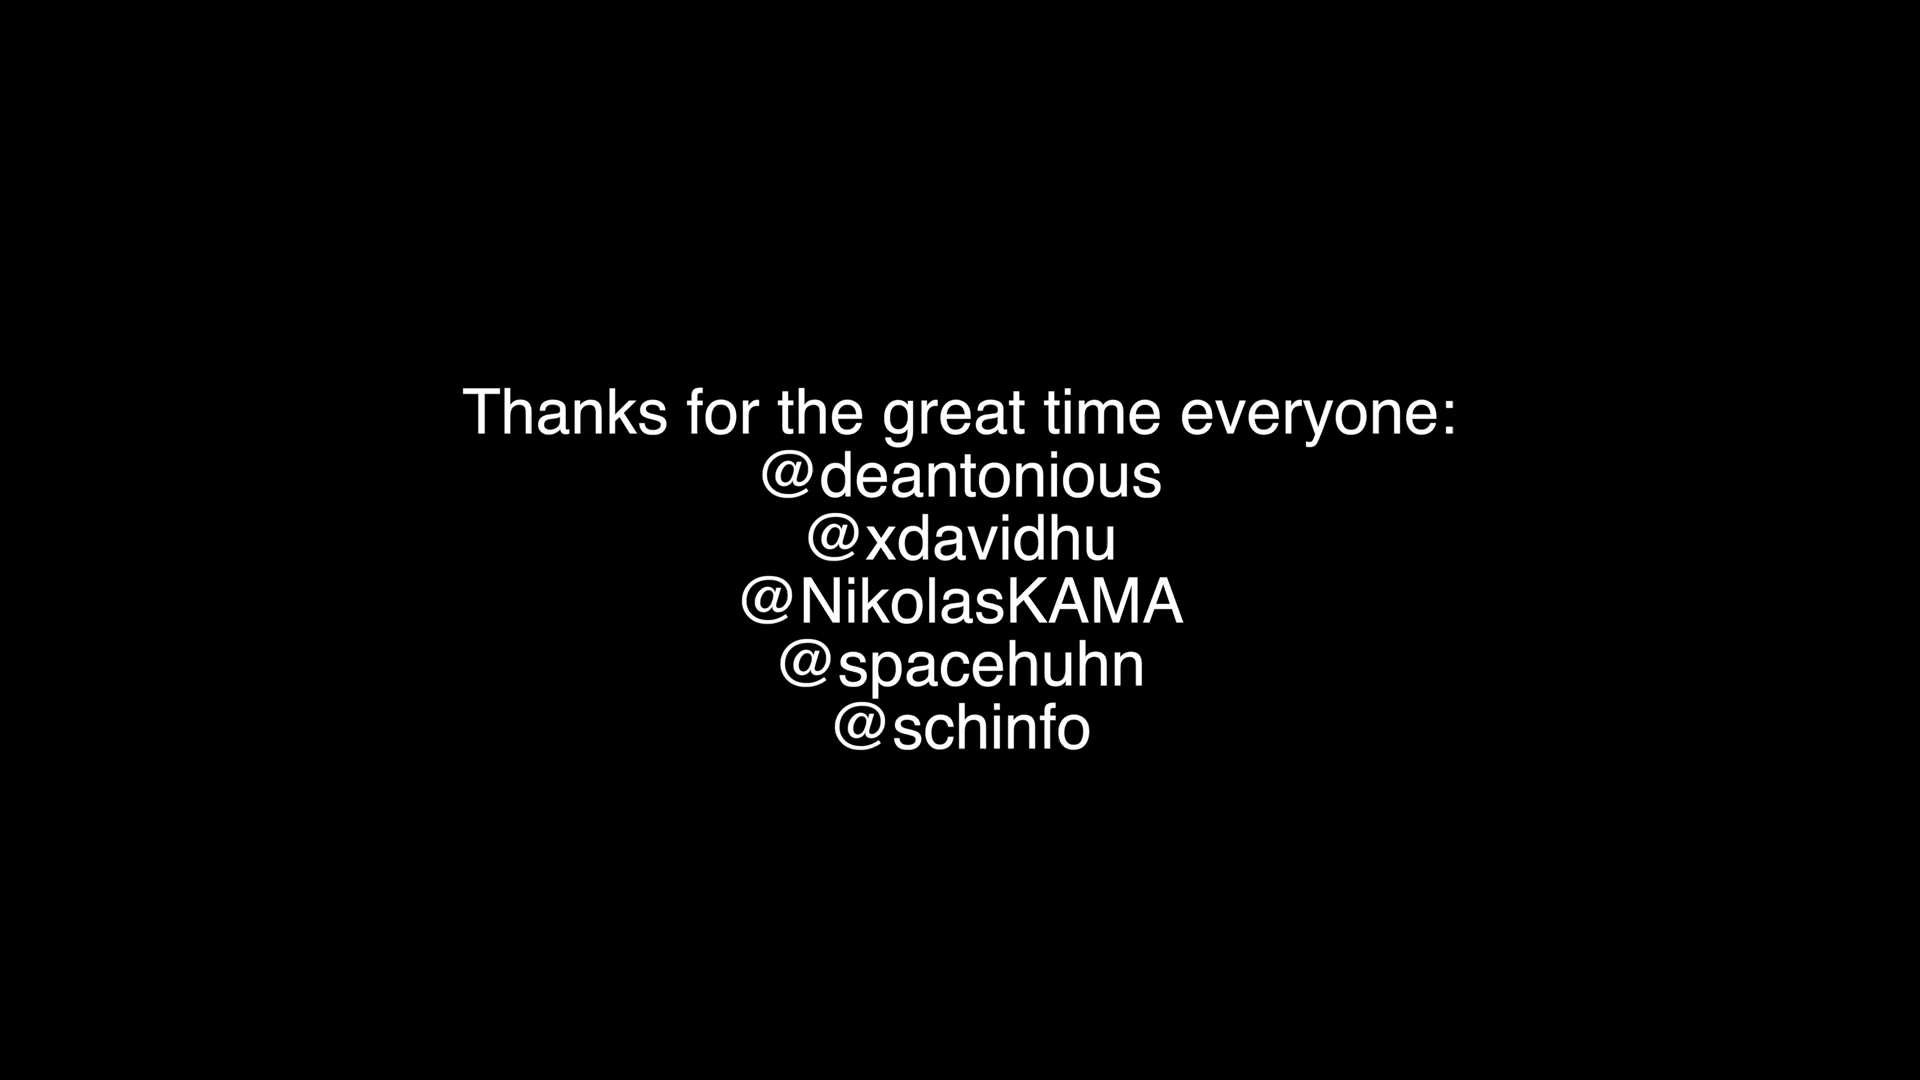 Thanks for the great time everyone:
@deantonious
@xdavidhu
@NikolasKAMA
@spacehuhn
@schinfo